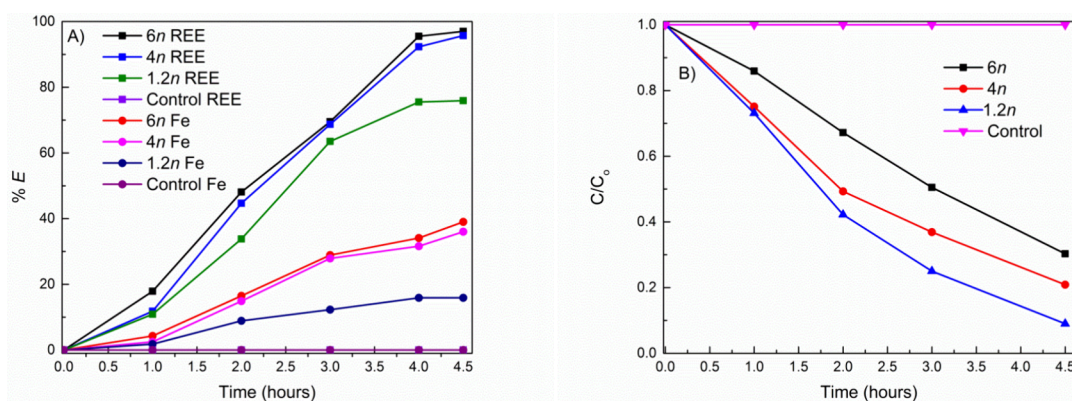 A)
6n REE
4n REE
1.2n REE
Control REE
6n Fe
4n Fe
1.2n Fe
Control Fe
% E
100
80
60
40
20
0
0.0 0.5 1.0 1.5 2.0 2.5 3.0 3.5 4.0 4.5
Time (hours)
B)
6n
4n
1.2n
Control
C/Co
1.0
0.8
0.6
0.4
0.2
0.0
0.0 0.5 1.0 1.5 2.0 2.5 3.0 3.5 4.0 4.5
Time (hours)